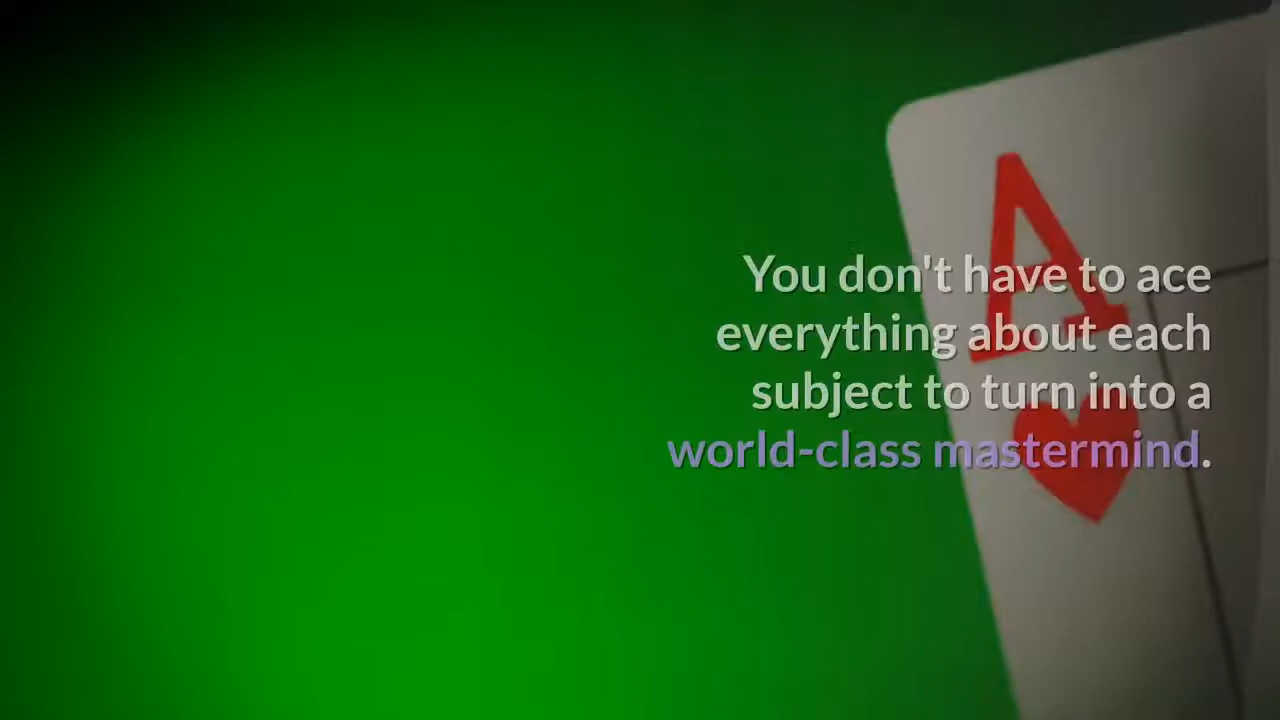 A
You don't have to ace
everything about each
subject to turn into a
world-class mastermind.